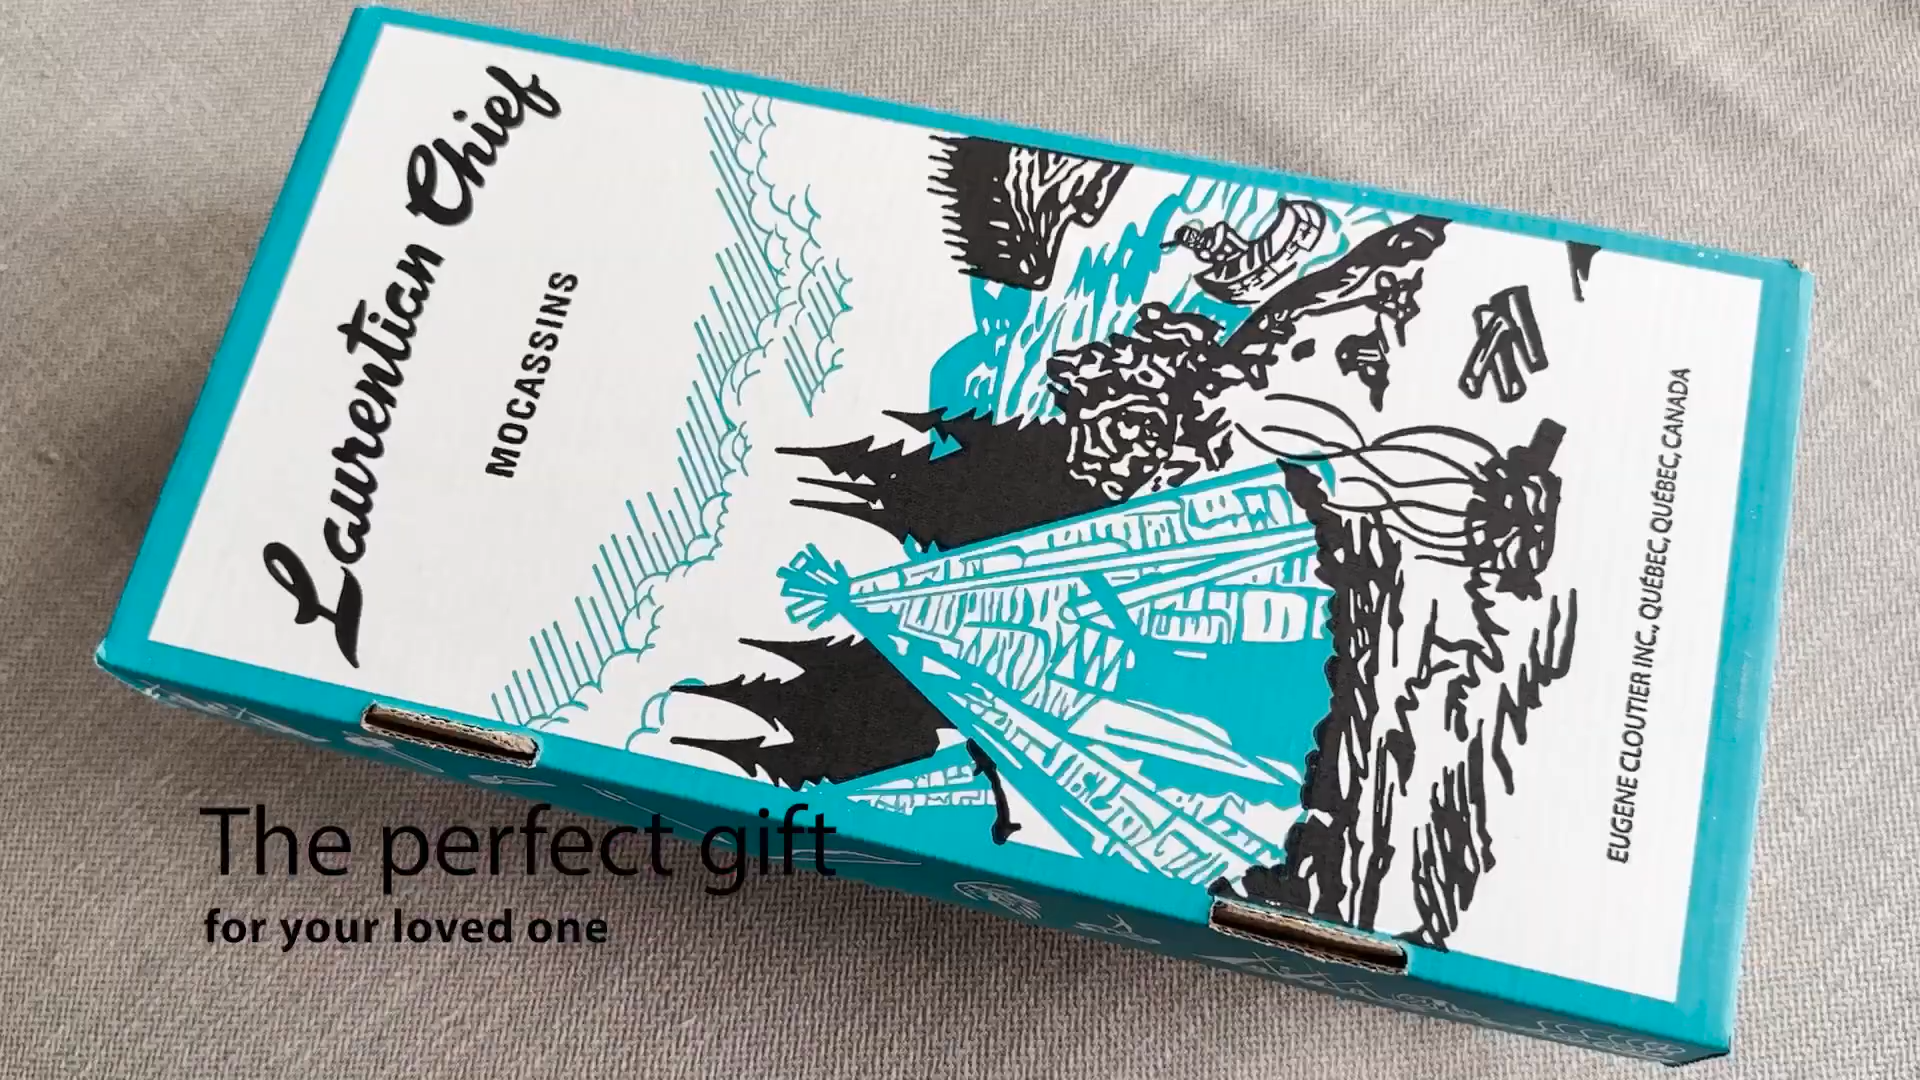 Laurentian Chief
MOCASSINS
EUGENE CLOUTIER INC., QUÉBEC, QUÉBEC, CANADA
The perfect gift
for your loved one